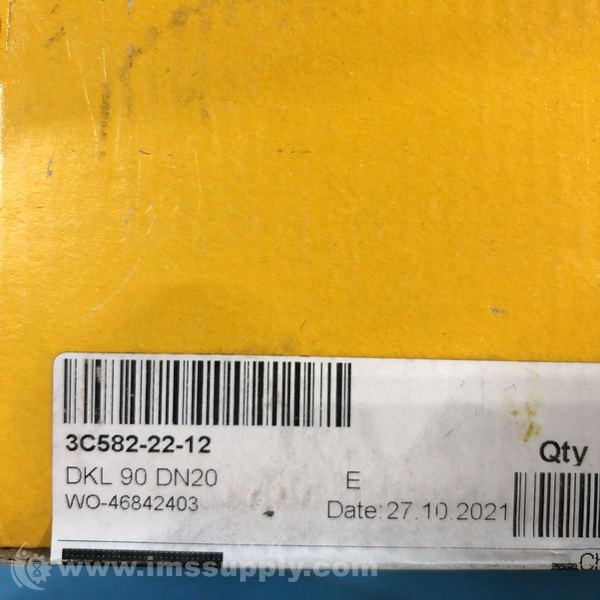 3C582-22-12
Qty
DKL 90 DN20
E
WO-46842403
Date: 27.10.2021
www.imssupply.com